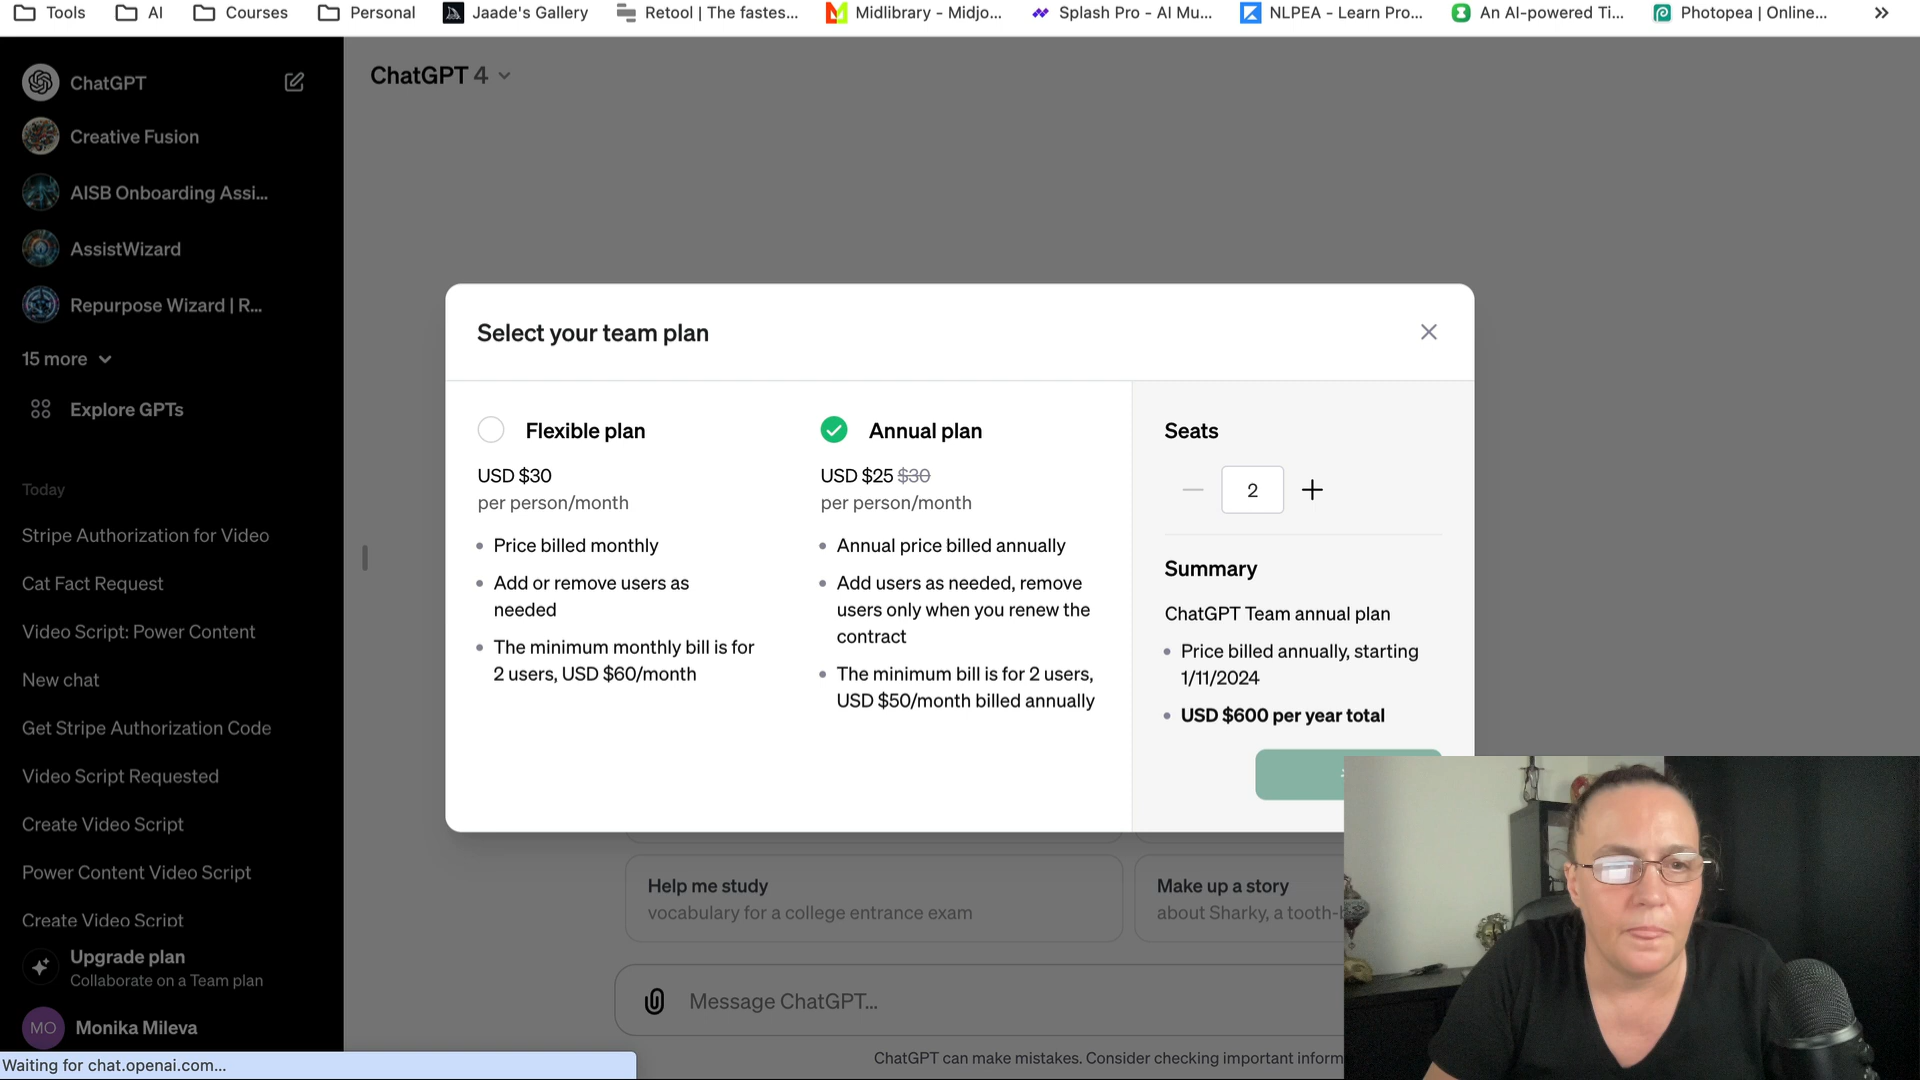 Tools
AI
Courses
Personal
Jaade's Gallery
Retool | The fastes...
Midlibrary - Midjo...
Splash Pro - AI Mu...
NLPEA - Learn Pro...
An AI-powered Ti...
Photopea | Online...
ChatGPT
Creative Fusion
AISB Onboarding Assi...
AssistWizard
Repurpose Wizard | R...
15 more
Explore GPTs
Today
Stripe Authorization for Video
Cat Fact Request
Video Script: Power Content
New chat
Get Stripe Authorization Code
Video Script Requested
Create Video Script
Power Content Video Script
Create Video Script
Upgrade plan
Collaborate on a Team plan
MO
Monika Mileva
Waiting for chat.openai.com...
ChatGPT 4
Select your team plan
Flexible plan
USD $30
per person/month
Price billed monthly
Add or remove users as
needed
The minimum monthly bill is for
2 users, USD $60/month
Annual plan
USD $25 $30
per person/month
Annual price billed annually
Add users as needed, remove
users only when you renew the
contract
The minimum bill is for 2 users,
USD $50/month billed annually
Seats
2
Summary
ChatGPT Team annual plan
Price billed annually, starting
1/11/2024
USD $600 per year total
Help me study
vocabulary for a college entrance exam
Make up a story
about Sharky, a tooth-b
Message ChatGPT...
ChatGPT can make mistakes. Consider checking important inform